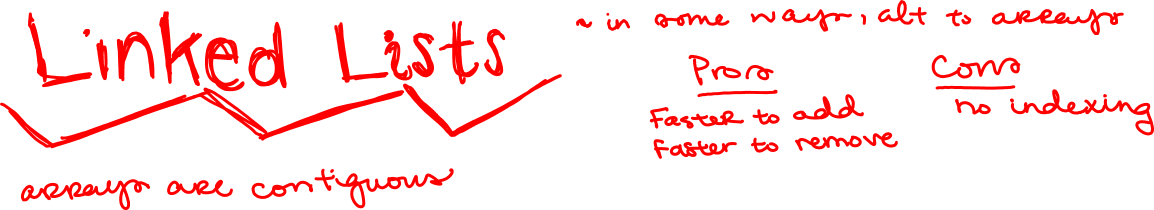 Linked Lists
~ in some ways, alt to arrays
Pros
Cons
Faster to add
no indexing
Faster to remove
arrays are contiguous